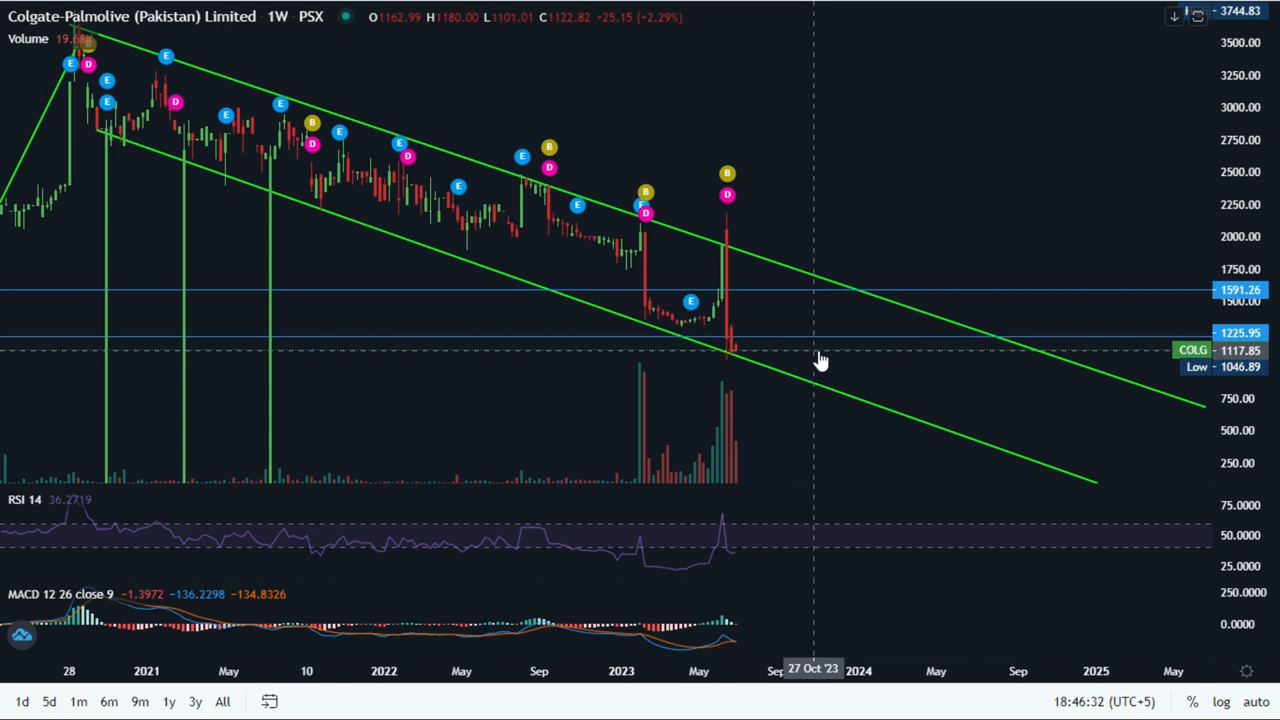 Colgate-Palmolive (Pakistan) Limited · 1W · PSX O1162.99 H1180.00 L1101.01 C1122.82 +25.15 (+2.29%)
Volume 19.68K
3744.83
3500.00
3250.00
3000.00
2750.00
2500.00
2250.00
2000.00
1750.00
1591.26
1500.00
1225.95
COLG 1117.85
Low 1046.89
750.00
500.00
250.00
E D B
E
E
E D
E
E
B
D
E
E D
E
E
B
D
E
B
E
D
E
B
D
RSI 14 36.2719
75.0000
50.0000
25.0000
MACD 12 26 close 9 −1.3972 −136.2298 −134.8326
250.0000
0.0000
28 2021 May 10 2022 May Sep 2023 May Sep 27 Oct '23 2024 May Sep 2025 May
1d 5d 1m 6m 9m 1y 3y All 18:46:32 (UTC+5) % log auto